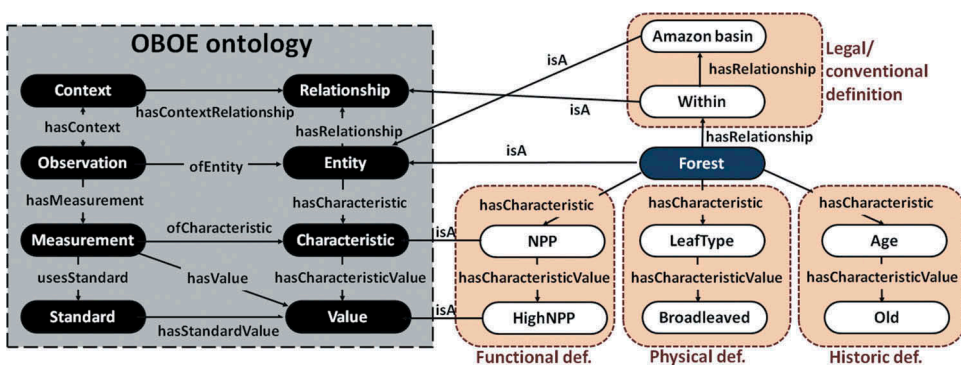 OBOE ontology
Amazon basin
Legal/
conventional
definition
isA
hasRelationship
Context
Relationship
Within
hasContextRelationship
isA
hasContext
hasRelationship
hasRelationship
Observation
ofEntity
Entity
isA
Forest
hasMeasurement
hasCharacteristic
hasCharacteristic
hasCharacteristic
hasCharacteristic
Measurement
ofCharacteristic
Characteristic
isA
NPP
LeafType
Age
usesStandard
hasValue
hasCharacteristicValue
hasCharacteristicValue
hasCharacteristicValue
hasCharacteristicValue
Standard
hasStandardValue
Value
isA
HighNPP
Broadleaved
Old
Functional def.
Physical def.
Historic def.